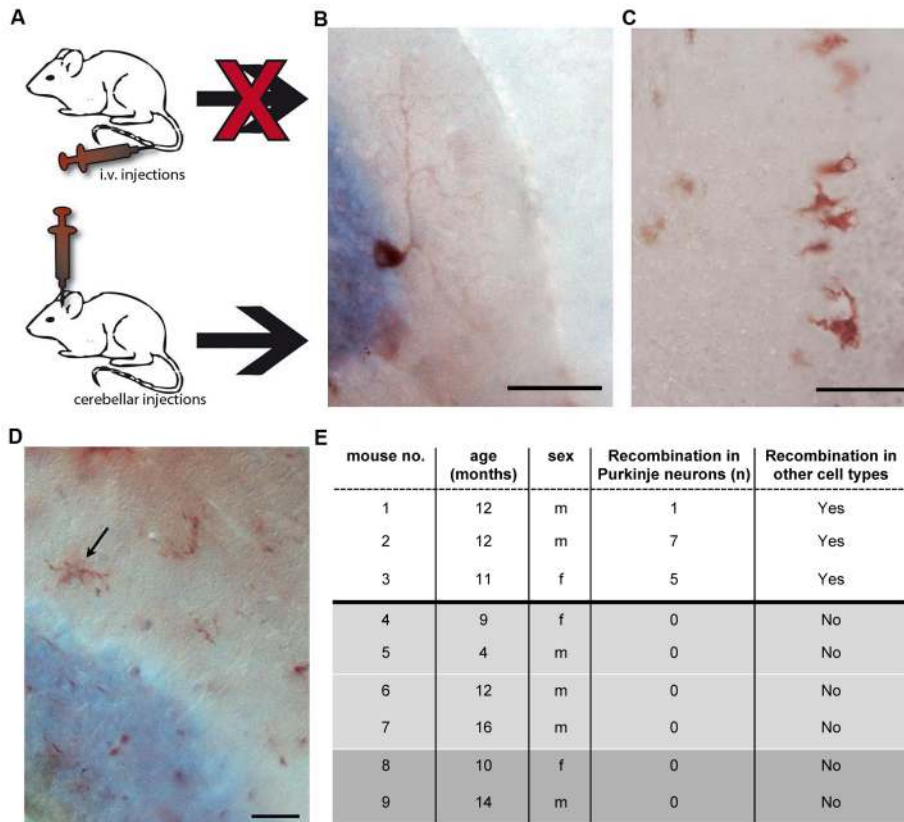 A
i.v. injections
cerebellar injections
B
C
D
E
mouse no. age (months) sex Recombination in Purkinje neurons (n) Recombination in other cell types
1 12 m 1 Yes
2 12 m 7 Yes
3 11 f 5 Yes
4 9 f 0 No
5 4 m 0 No
6 12 m 0 No
7 16 m 0 No
8 10 f 0 No
9 14 m 0 No